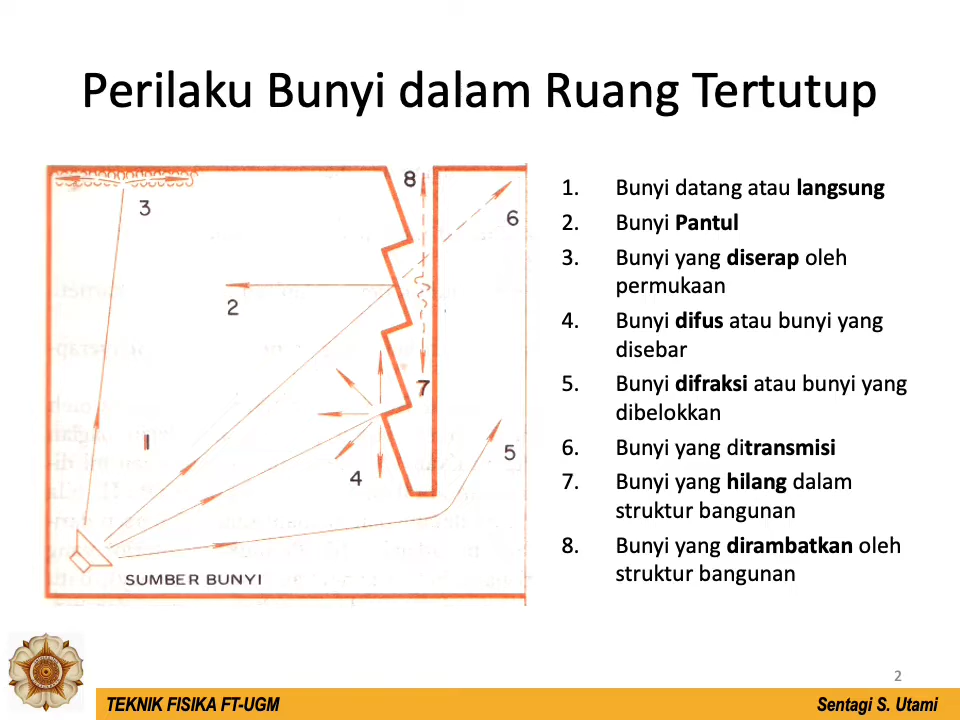 Perilaku Bunyi dalam Ruang Tertutup
8
3
6
2
7
1
5
4
SUMBER BUNYI
1. Bunyi datang atau langsung
2. Bunyi Pantul
3. Bunyi yang diserap oleh
permukaan
4. Bunyi difus atau bunyi yang
disebar
5. Bunyi difraksi atau bunyi yang
dibelokkan
6. Bunyi yang ditransmisi
7. Bunyi yang hilang dalam
struktur bangunan
8. Bunyi yang dirambatkan oleh
struktur bangunan
2
TEKNIK FISIKA FT-UGM
Sentagi S. Utami